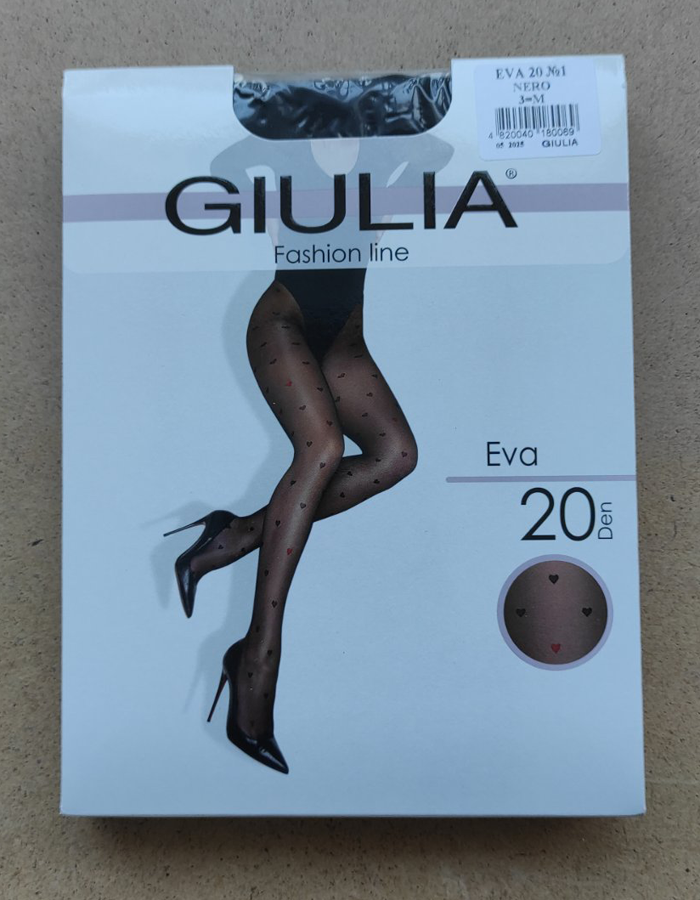 EVA 20 №1
NERO
3=M
4 820040 180069
05 2025 GIULIA
GIULIA®
Fashion line
Eva
20 Den